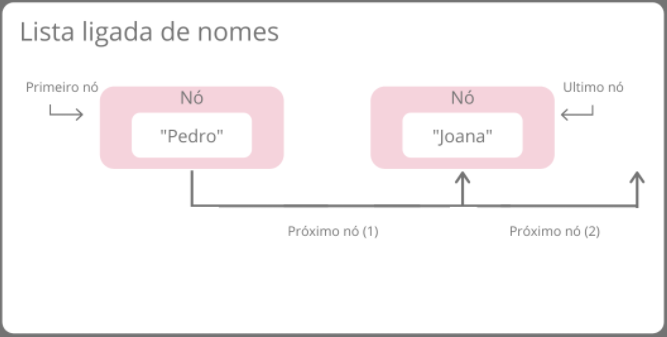 Lista ligada de nomes
Primeiro nó
Nó
"Pedro"
Nó
"Joana"
Ultimo nó
Próximo nó (1)
Próximo nó (2)